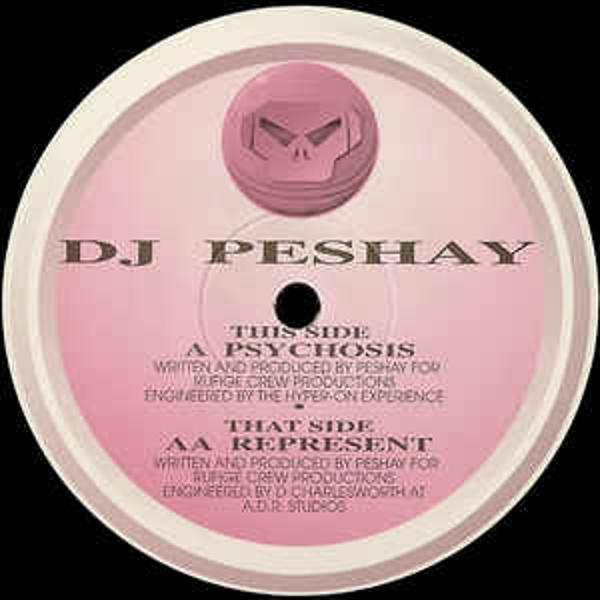 DJ PESHAY
THIS SIDE
A PSYCHOSIS
WRITTEN AND PRODUCED BY PESHAY FOR
RUFIGE CREW PRODUCTIONS
ENGINEERED BY THE HYPER-ON EXPERIENCE
THAT SIDE
AA REPRESENT
WRITTEN AND PRODUCED BY PESHAY FOR
RUFIGE CREW PRODUCTIONS
ENGINEERED BY D CHARLESWORTH AT
A.D.R. STUDIOS